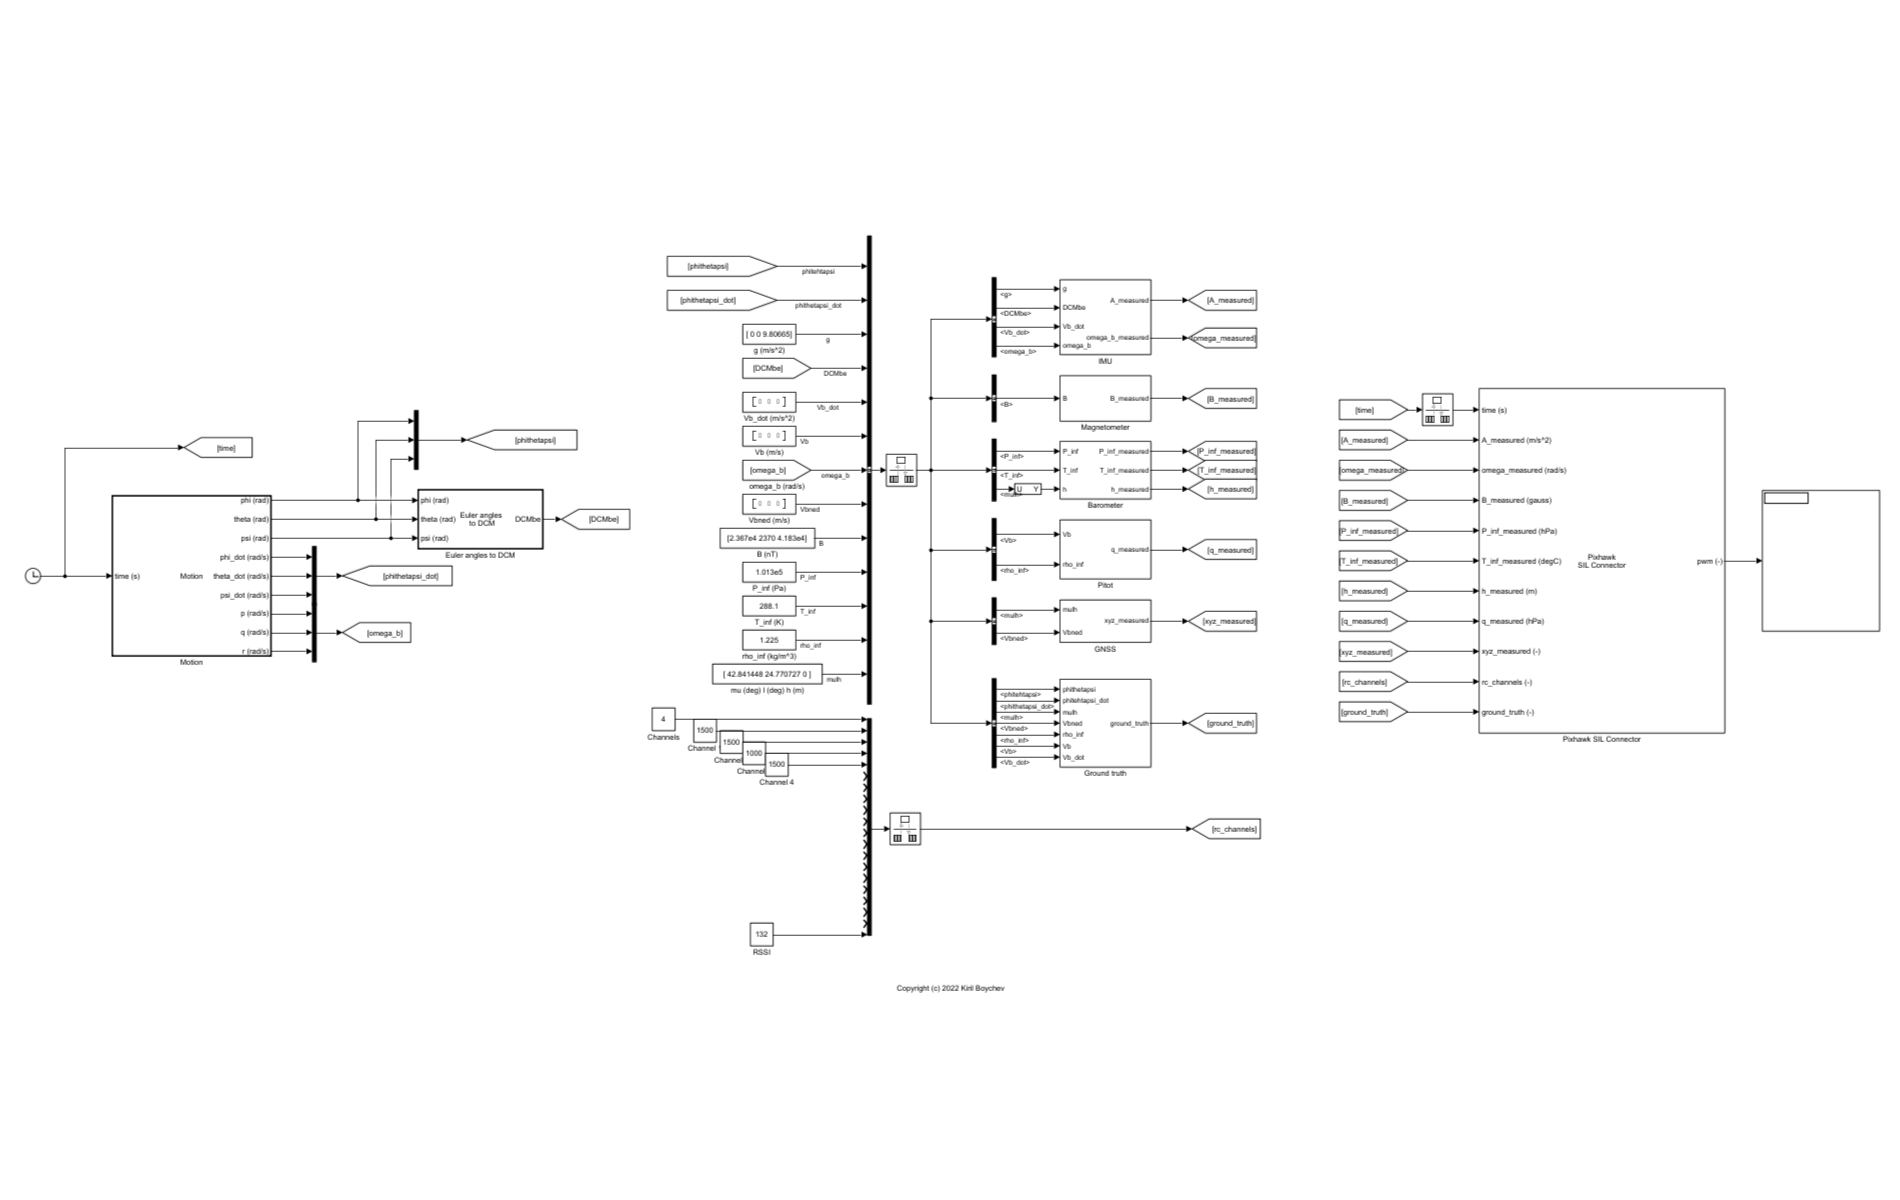 [time]
[phithetapsi]
phi (rad)
theta (rad)
psi (rad)
phi_dot (rad/s)
theta_dot (rad/s)
psi_dot (rad/s)
p (rad/s)
q (rad/s)
r (rad/s)
time (s)
Motion
Motion
phi (rad)
theta (rad)
psi (rad)
Euler angles
to DCM
DCMbe
Euler angles to DCM
[DCMbe]
[phithetapsi_dot]
[omega_b]
[phithetapsi]
phitehtapsi
[phithetapsi_dot]
phithetapsi_dot
[ 0 0 9.80665]
g
g (m/s^2)
[DCMbe]
DCMbe
Vb_dot
Vb_dot (m/s^2)
Vb
Vb (m/s)
[omega_b]
omega_b
omega_b (rad/s)
Vbned
Vbned (m/s)
[2.367e4 2370 4.183e4]
B
B (nT)
1.013e5
P_inf
P_inf (Pa)
288.1
T_inf
T_inf (K)
1.225
rho_inf
rho_inf (kg/m^3)
[ 42.841448 24.770727 0 ]
mulh
mu (deg) l (deg) h (m)
4
Channels
1500
Channel
1500
Channel
1000
Channel
1500
Channel 4
132
RSSI
<g>
<DCMbe>
<Vb_dot>
<omega_b>
g
DCMbe
Vb_dot
omega_b
A_measured
omega_b_measured
IMU
[A_measured]
[omega_measured]
<B>
B
B_measured
Magnetometer
[B_measured]
<P_inf>
<T_inf>
<mulh>
U Y
P_inf
T_inf
h
P_inf_measured
T_inf_measured
h_measured
Barometer
[P_inf_measured]
[T_inf_measured]
[h_measured]
<Vb>
<rho_inf>
Vb
rho_inf
q_measured
Pitot
[q_measured]
<mulh>
<Vbned>
mulh
Vbned
xyz_measured
GNSS
[xyz_measured]
<phitehtapsi>
<phithetapsi_dot>
<mulh>
<Vbned>
<rho_inf>
<Vb>
<Vb_dot>
phithetapsi
phitehtapsi_dot
mulh
Vbned
rho_inf
Vb
Vb_dot
ground_truth
Ground truth
[ground_truth]
[rc_channels]
[time]
[A_measured]
[omega_measured]
[B_measured]
[P_inf_measured]
[T_inf_measured]
[h_measured]
[q_measured]
[xyz_measured]
[rc_channels]
[ground_truth]
time (s)
A_measured (m/s^2)
omega_measured (rad/s)
B_measured (gauss)
P_inf_measured (hPa)
T_inf_measured (degC)
h_measured (m)
q_measured (hPa)
xyz_measured (-)
rc_channels (-)
ground_truth (-)
Pixhawk
SIL Connector
pwm (-)
Pixhawk SIL Connector
Copyright (c) 2022 Kiril Boychev